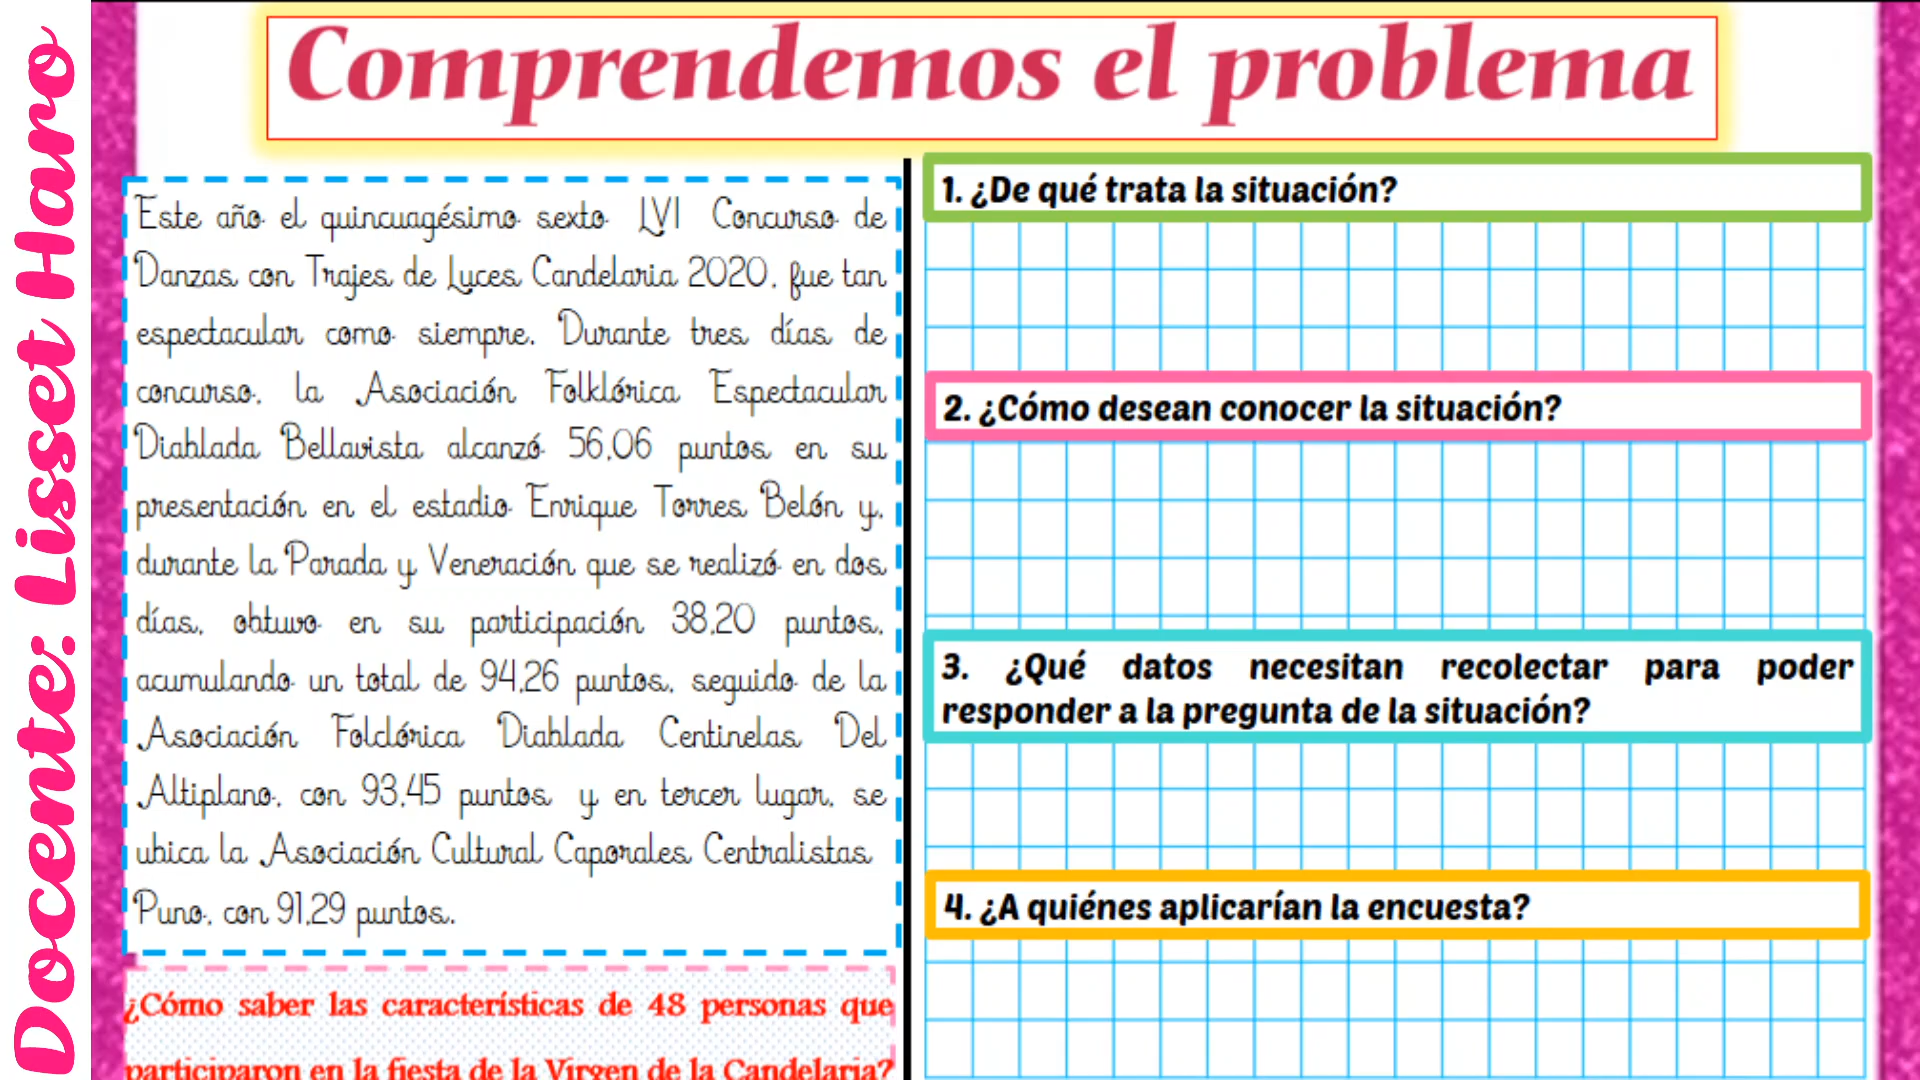 Docente: Lisset Haro
Comprendemos el problema
Este año el quincuagésimo sexto LVI Concurso de
Danzas con Trajes de Luces Candelaria 2020, fue tan
espectacular como siempre. Durante tres días de
concurso, la Asociación Folklórica Espectacular
Diablada Bellavista alcanzó 56,06 puntos en su
presentación en el estadio Enrique Torres Belón y,
durante la Parada y Veneración que se realizó en dos
días, obtuvo en su participación 38,20 puntos,
acumulando un total de 94,26 puntos, seguido de la
Asociación Folclórica Diablada Centinelas Del
Altiplano, con 93,45 puntos y en tercer lugar, se
ubica la Asociación Cultural Caporales Centralistas
Puno, con 91,29 puntos.
¿Cómo saber las características de 48 personas que
participaron en la fiesta de la Virgen de la Candelaria?
1. ¿De qué trata la situación?
2. ¿Cómo desean conocer la situación?
3. ¿Qué datos necesitan recolectar para poder
responder a la pregunta de la situación?
4. ¿A quiénes aplicarían la encuesta?